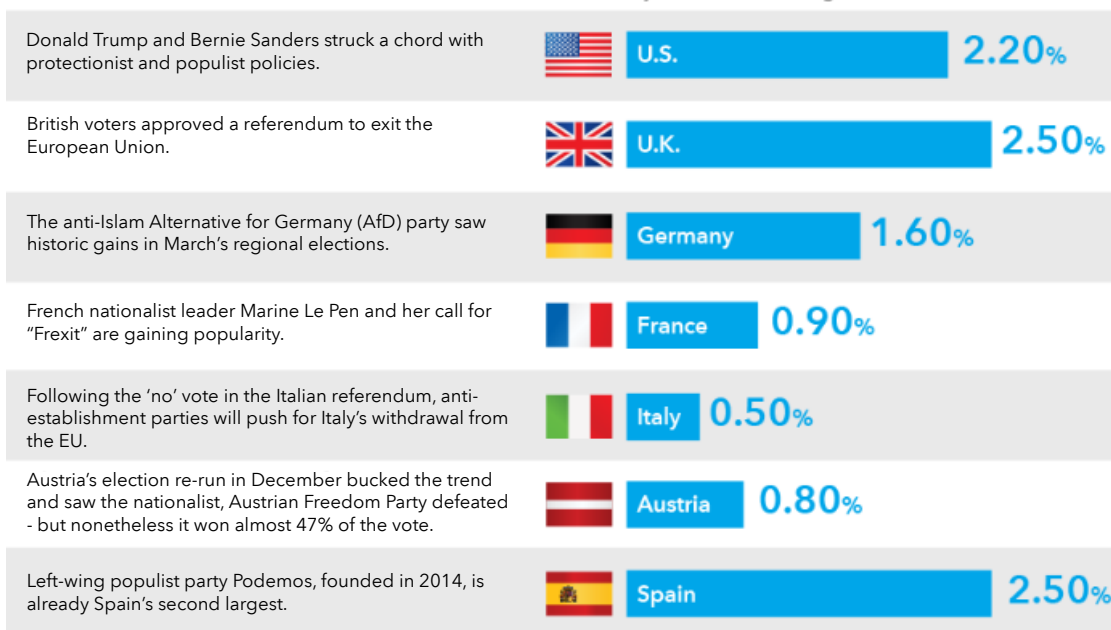 Donald Trump and Bernie Sanders struck a chord with
protectionist and populist policies.
U.S.
2.20%
British voters approved a referendum to exit the
European Union.
U.K.
2.50%
The anti-Islam Alternative for Germany (AfD) party saw
historic gains in March’s regional elections.
Germany
1.60%
French nationalist leader Marine Le Pen and her call for
“Frexit” are gaining popularity.
France
0.90%
Following the ‘no’ vote in the Italian referendum, anti-
establishment parties will push for Italy’s withdrawal from
the EU.
Italy
0.50%
Austria’s election re-run in December bucked the trend
and saw the nationalist, Austrian Freedom Party defeated
- but nonetheless it won almost 47% of the vote.
Austria
0.80%
Left-wing populist party Podemos, founded in 2014, is
already Spain’s second largest.
Spain
2.50%